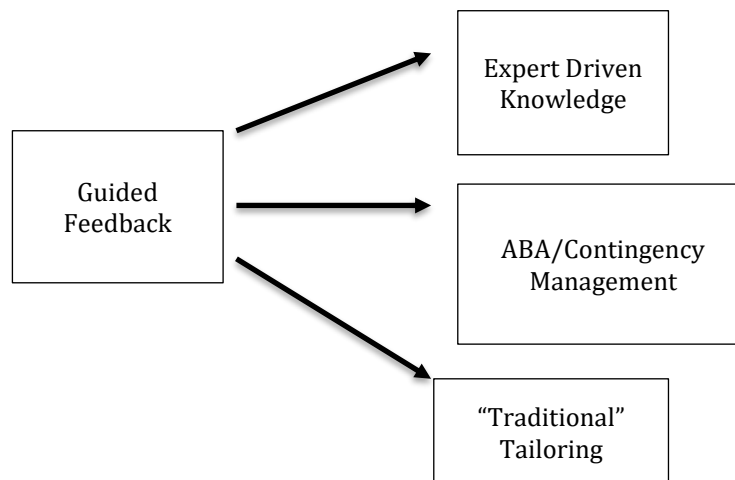 Expert Driven
Knowledge
Guided
Feedback
ABA/Contingency
Management
“Traditional”
Tailoring